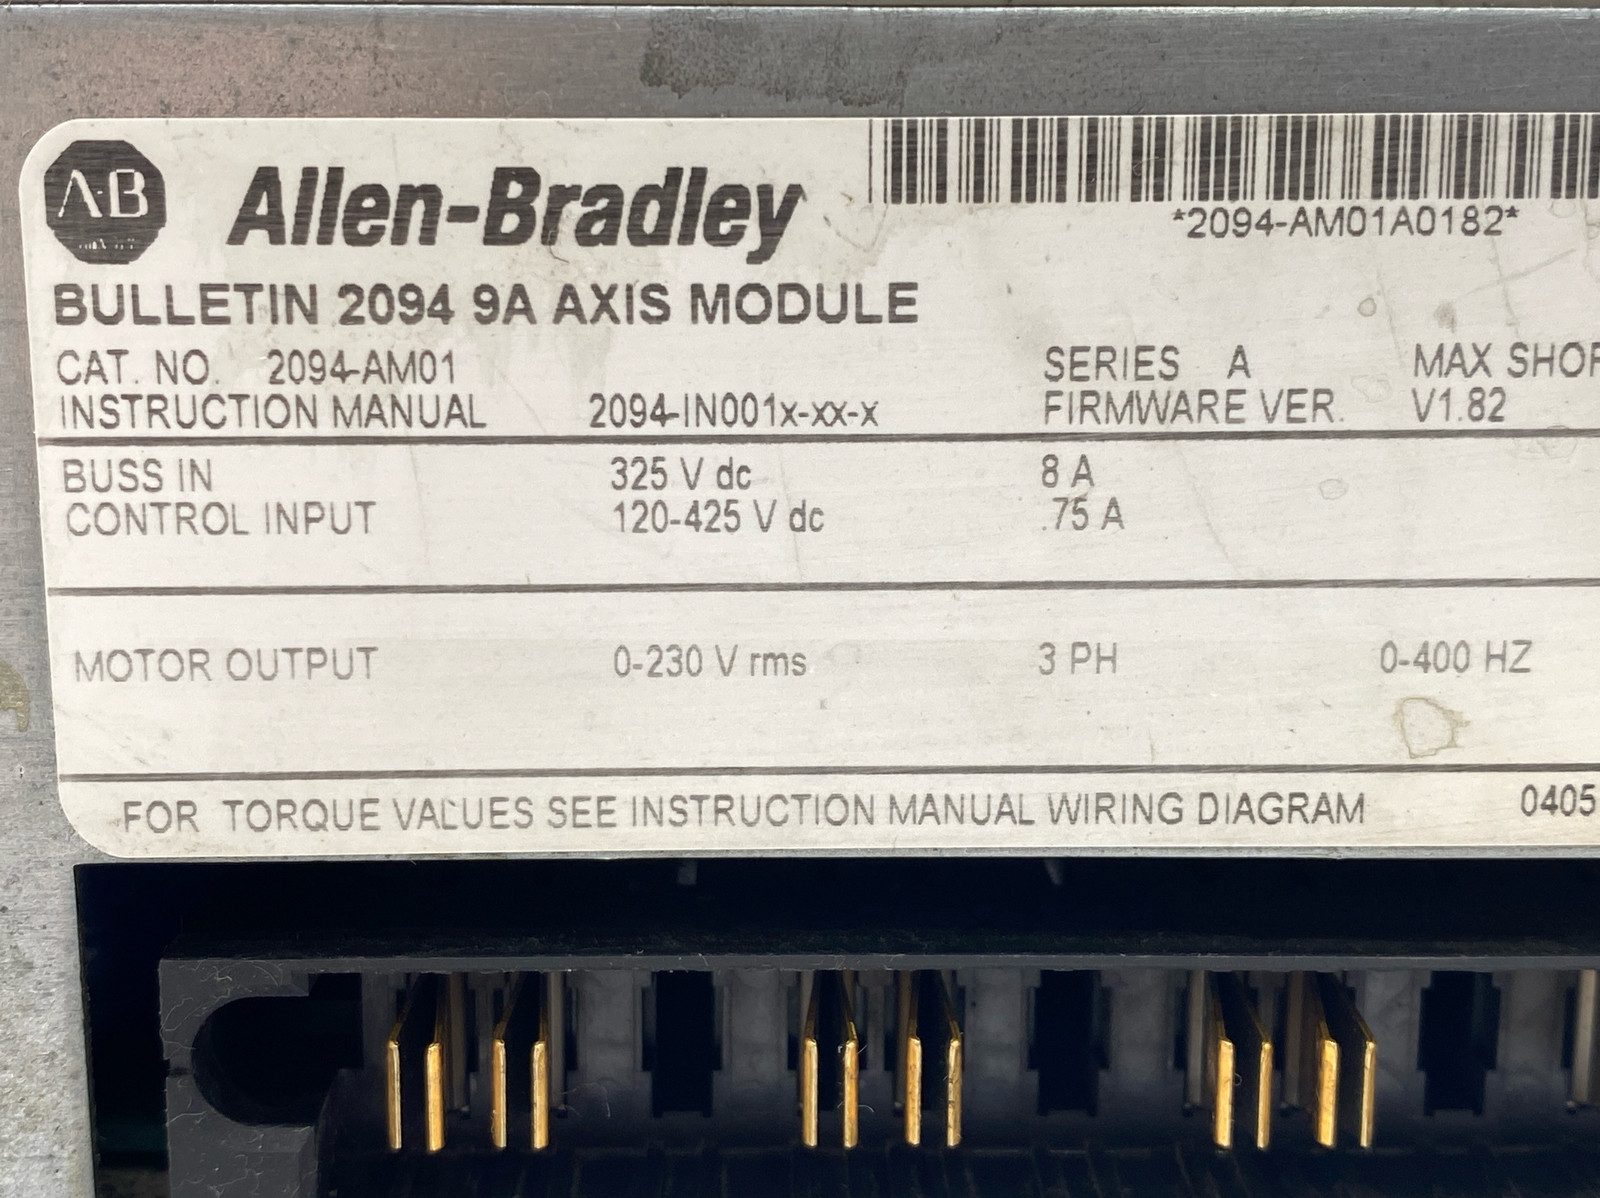 A-B
Allen-Bradley
*2094-AM01A0182*
BULLETIN 2094 9A AXIS MODULE
CAT. NO. 2094-AM01 SERIES A MAX SHOR
INSTRUCTION MANUAL 2094-IN001x-xx-x FIRMWARE VER. V1.82
BUSS IN 325 V dc 8 A
CONTROL INPUT 120-425 V dc .75 A
MOTOR OUTPUT 0-230 V rms 3 PH 0-400 HZ
FOR TORQUE VALUES SEE INSTRUCTION MANUAL WIRING DIAGRAM 0405